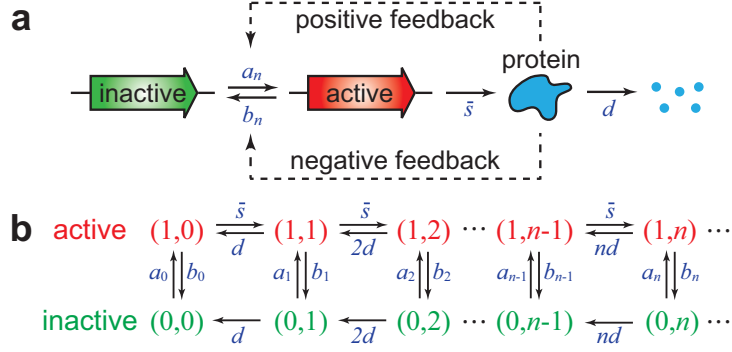 a
positive feedback
protein
inactive
aₙ
bₙ
active
s̄
d
negative feedback
b
active (1,0) s̄ d (1,1) s̄ 2d (1,2) ⋯ (1,n-1) s̄ nd (1,n) ⋯
a₀ b₀ a₁ b₁ a₂ b₂ aₙ₋₁ bₙ₋₁ aₙ bₙ
inactive (0,0) d (0,1) 2d (0,2) ⋯ (0,n-1) nd (0,n) ⋯